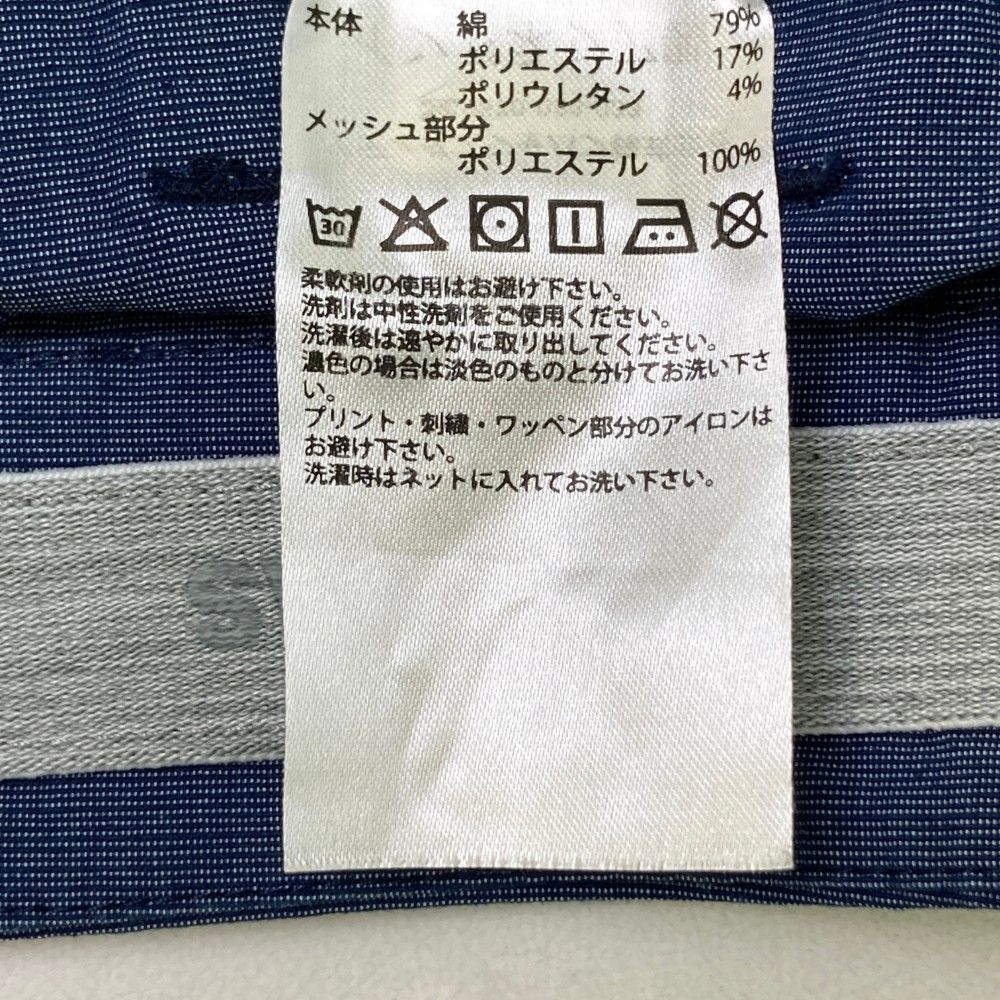 本体 綿 79%
ポリエステル 17%
ポリウレタン 4%
メッシュ部分
ポリエステル 100%
30
柔軟剤の使用はお避け下さい。
洗剤は中性洗剤をご使用ください。
洗濯後は速やかに取り出してください。
濃色の場合は淡色のものと分けてお洗い下さ
い。
プリント・刺繍・ワッペン部分のアイロンは
お避け下さい。
洗濯時はネットに入れてお洗い下さい。
S